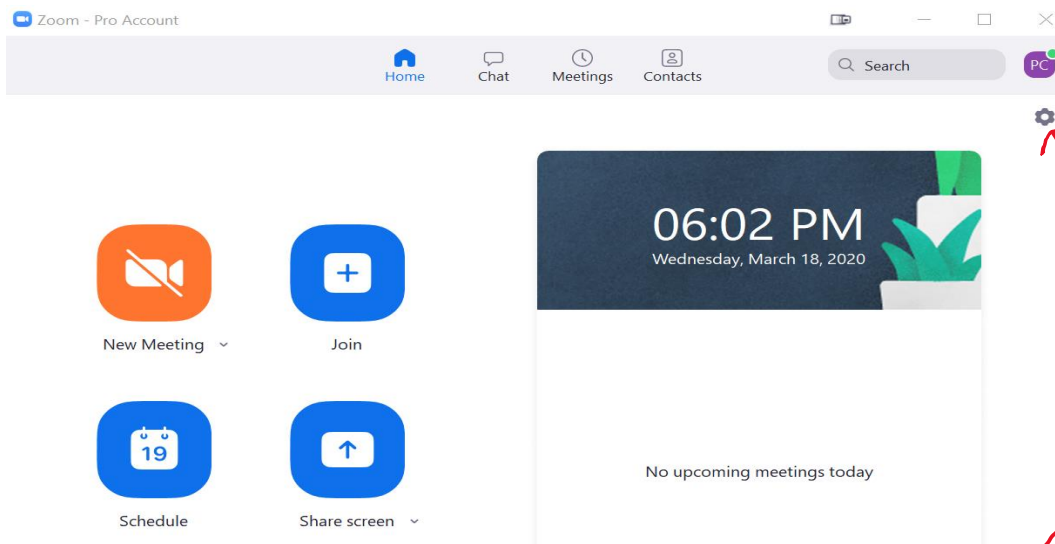 Zoom - Pro Account
Home
Chat
Meetings
Contacts
Search
PC
06:02 PM
Wednesday, March 18, 2020
New Meeting
Join
19
Schedule
Share screen
No upcoming meetings today